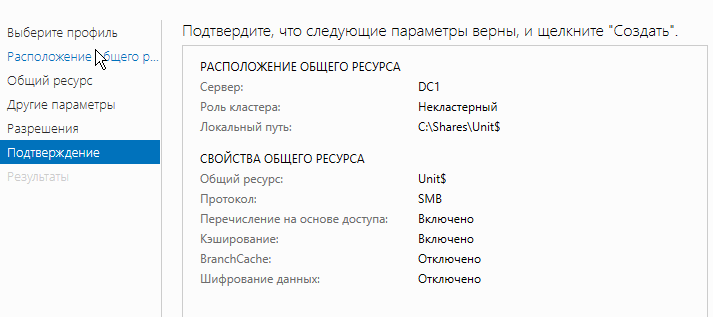 Выберите профиль
Расположение общего р...
Общий ресурс
Другие параметры
Разрешения
Подтверждение
Результаты
Подтвердите, что следующие параметры верны, и щелкните "Создать".
РАСПОЛОЖЕНИЕ ОБЩЕГО РЕСУРСА
Сервер: DC1
Роль кластера: Некластерный
Локальный путь: C:\Shares\Unit$
СВОЙСТВА ОБЩЕГО РЕСУРСА
Общий ресурс: Unit$
Протокол: SMB
Перечисление на основе доступа: Включено
Кэширование: Включено
BranchCache: Отключено
Шифрование данных: Отключено